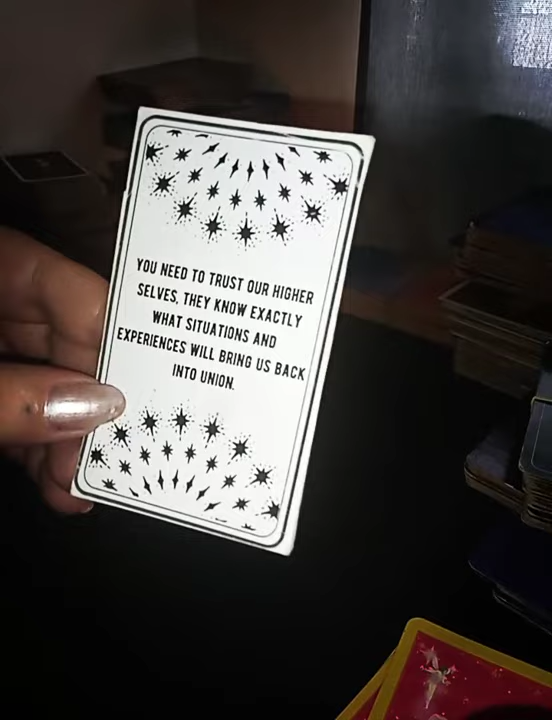 YOU NEED TO TRUST OUR HIGHER
SELVES, THEY KNOW EXACTLY
WHAT SITUATIONS AND
EXPERIENCES WILL BRING US BACK
INTO UNION.